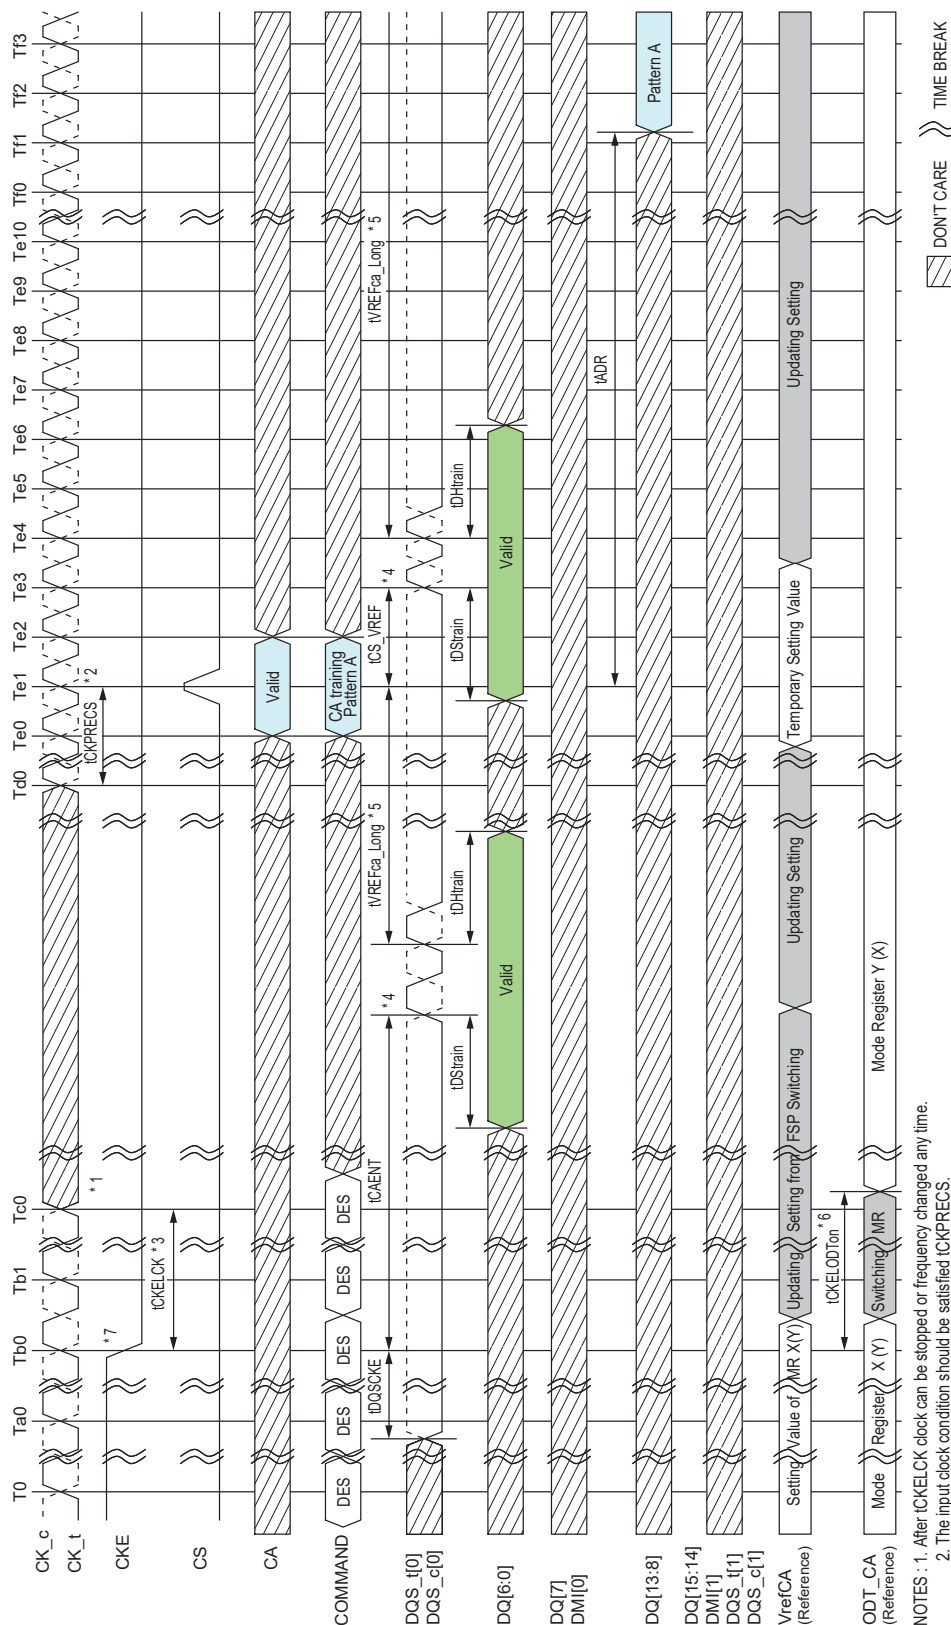 T0 Ta0 Tb0 Tb1 Tc0 Td0 Te0 Te1 Te2 Te3 Te4 Te5 Te6 Te7 Te8 Te9 Te10 Tf0 Tf1 Tf2 Tf3
CK_c
CK_t
* 1
tCKPRECS
* 2
CKE
* 7
tCKELCK * 3
CS
CA
Valid
COMMAND
DES DES DES DES DES
CA training
Pattern A
tDQSCKE
tCAENT
tVREFca_Long * 5
tCS_VREF
tVREFca_Long * 5
* 4
* 4
DQS_t[0]
DQS_c[0]
tDStrain
tDHtrain
tDStrain
tDHtrain
DQ[6:0]
Valid
Valid
DQ[7]
DMI[0]
tADR
DQ[13:8]
Pattern A
DQ[15:14]
DMI[1]
DQS_t[1]
DQS_c[1]
VrefCA
(Reference)
Setting Value of MR X(Y)
Updating Setting from FSP Switching
Updating Setting
Temporary Setting Value
Updating Setting
tCKELODTon * 6
ODT_CA
(Reference)
Mode Register X (Y)
Switching MR
Mode Register Y (X)
NOTES : 1. After tCKELCK clock can be stopped or frequency changed any time.
2. The input clock condition should be satisfied tCKPRECS.
DON'T CARE
TIME BREAK